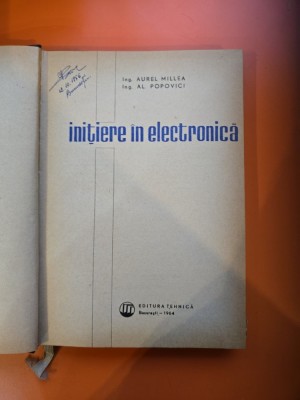 Ing. AUREL MILLEA
Ing. AL. POPOVICI
inițiere în electronică
EDITURA TEHNICĂ
București - 1964